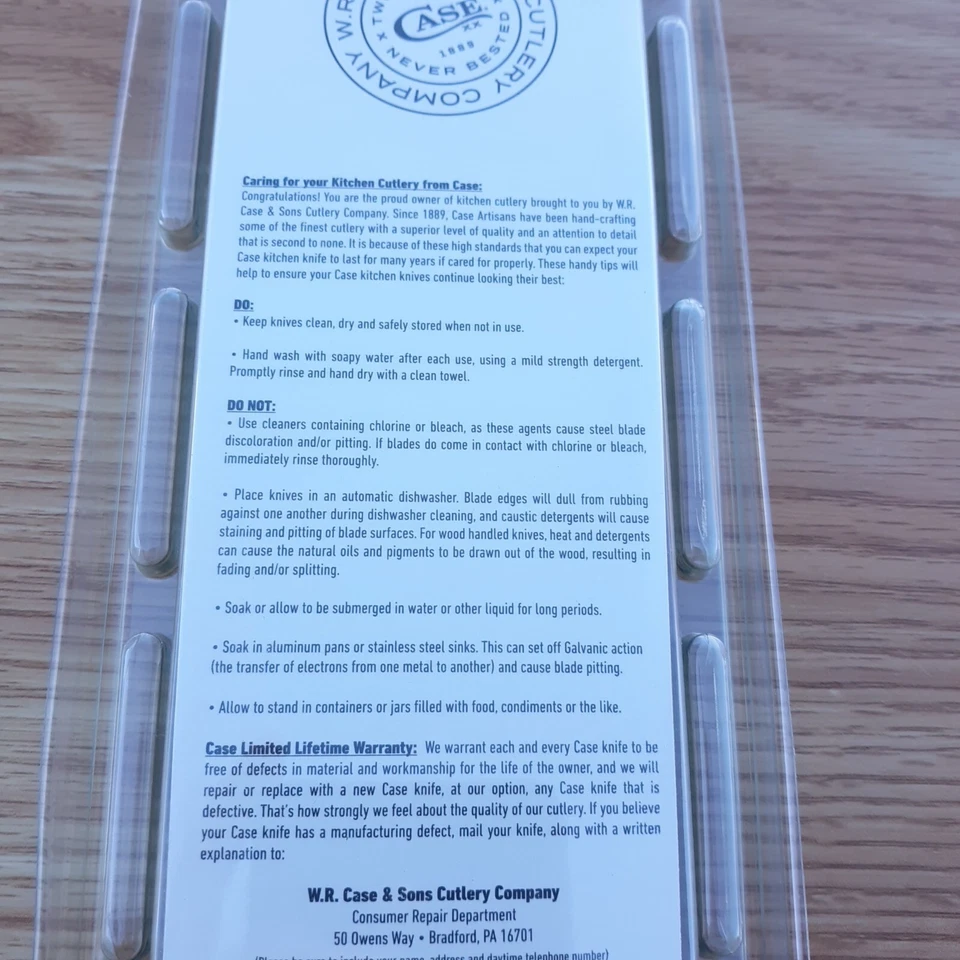 W.R.
CUTLERY COMPANY
TW
CASE
XX
1889
X NEVER BESTED
Caring for your Kitchen Cutlery from Case:
Congratulations! You are the proud owner of kitchen cutlery brought to you by W.R.
Case & Sons Cutlery Company. Since 1889, Case Artisans have been hand-crafting
some of the finest cutlery with a superior level of quality and an attention to detail
that is second to none. It is because of these high standards that you can expect your
Case kitchen knife to last for many years if cared for properly. These handy tips will
help to ensure your Case kitchen knives continue looking their best:
DO:
• Keep knives clean, dry and safely stored when not in use.
• Hand wash with soapy water after each use, using a mild strength detergent.
Promptly rinse and hand dry with a clean towel.
DO NOT:
• Use cleaners containing chlorine or bleach, as these agents cause steel blade
discoloration and/or pitting. If blades do come in contact with chlorine or bleach,
immediately rinse thoroughly.
• Place knives in an automatic dishwasher. Blade edges will dull from rubbing
against one another during dishwasher cleaning, and caustic detergents will cause
staining and pitting of blade surfaces. For wood handled knives, heat and detergents
can cause the natural oils and pigments to be drawn out of the wood, resulting in
fading and/or splitting.
• Soak or allow to be submerged in water or other liquid for long periods.
• Soak in aluminum pans or stainless steel sinks. This can set off Galvanic action
(the transfer of electrons from one metal to another) and cause blade pitting.
• Allow to stand in containers or jars filled with food, condiments or the like.
Case Limited Lifetime Warranty: We warrant each and every Case knife to be
free of defects in material and workmanship for the life of the owner, and we will
repair or replace with a new Case knife, at our option, any Case knife that is
defective. That's how strongly we feel about the quality of our cutlery. If you believe
your Case knife has a manufacturing defect, mail your knife, along with a written
explanation to:
W.R. Case & Sons Cutlery Company
Consumer Repair Department
50 Owens Way • Bradford, PA 16701
(Please be sure to include your name, address and daytime telephone number)